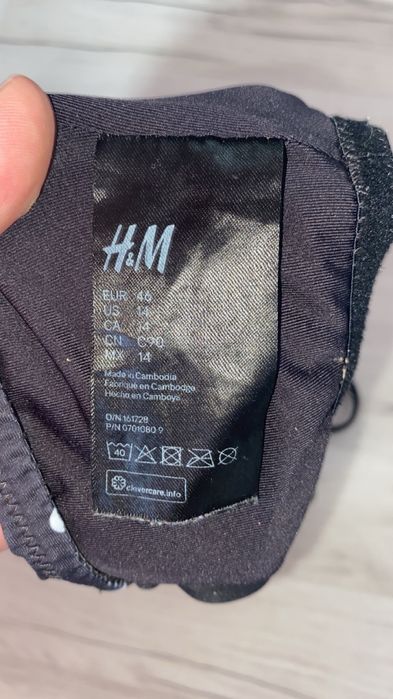 H&M
EUR 46
US 14
CA 14
CN C90
MX 14
Made in Cambodia
Fabriqué en Cambodge
Hecho en Camboya
O/N 161728
P/N 0701080 9
40
clevercare.info